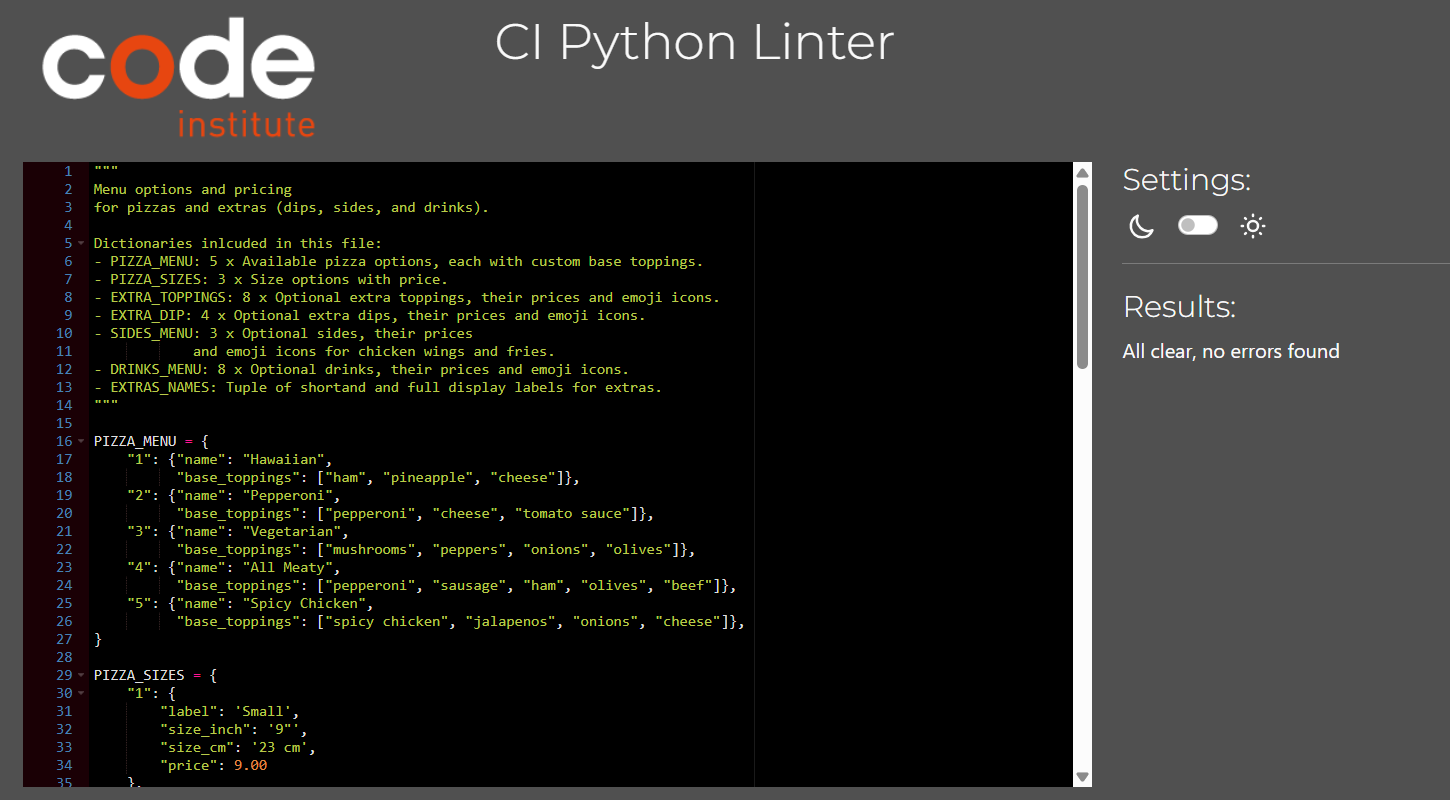 code
institute
CI Python Linter
1 """
2 Menu options and pricing
3 for pizzas and extras (dips, sides, and drinks).
4
5 Dictionaries inlcuded in this file:
6 - PIZZA_MENU: 5 x Available pizza options, each with custom base toppings.
7 - PIZZA_SIZES: 3 x Size options with price.
8 - EXTRA_TOPPINGS: 8 x Optional extra toppings, their prices and emoji icons.
9 - EXTRA_DIP: 4 x Optional extra dips, their prices and emoji icons.
10 - SIDES_MENU: 3 x Optional sides, their prices
11             and emoji icons for chicken wings and fries.
12 - DRINKS_MENU: 8 x Optional drinks, their prices and emoji icons.
13 - EXTRAS_NAMES: Tuple of shortand and full display labels for extras.
14 """
15
16 PIZZA_MENU = {
17     "1": {"name": "Hawaiian",
18           "base_toppings": ["ham", "pineapple", "cheese"]},
19     "2": {"name": "Pepperoni",
20           "base_toppings": ["pepperoni", "cheese", "tomato sauce"]},
21     "3": {"name": "Vegetarian",
22           "base_toppings": ["mushrooms", "peppers", "onions", "olives"]},
23     "4": {"name": "All Meaty",
24           "base_toppings": ["pepperoni", "sausage", "ham", "olives", "beef"]},
25     "5": {"name": "Spicy Chicken",
26           "base_toppings": ["spicy chicken", "jalapenos", "onions", "cheese"]},
27 }
28
29 PIZZA_SIZES = {
30     "1": {
31         "label": 'Small',
32         "size_inch": '9"',
33         "size_cm": '23 cm',
34         "price": 9.00
35     },
Settings:
Results:
All clear, no errors found